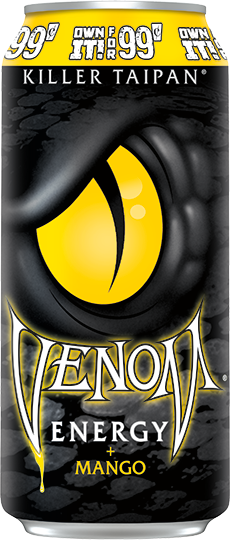 99¢ OWN IT! FOR 99¢ OWN IT!
KILLER TAIPAN®
VENOM®
ENERGY
+
MANGO